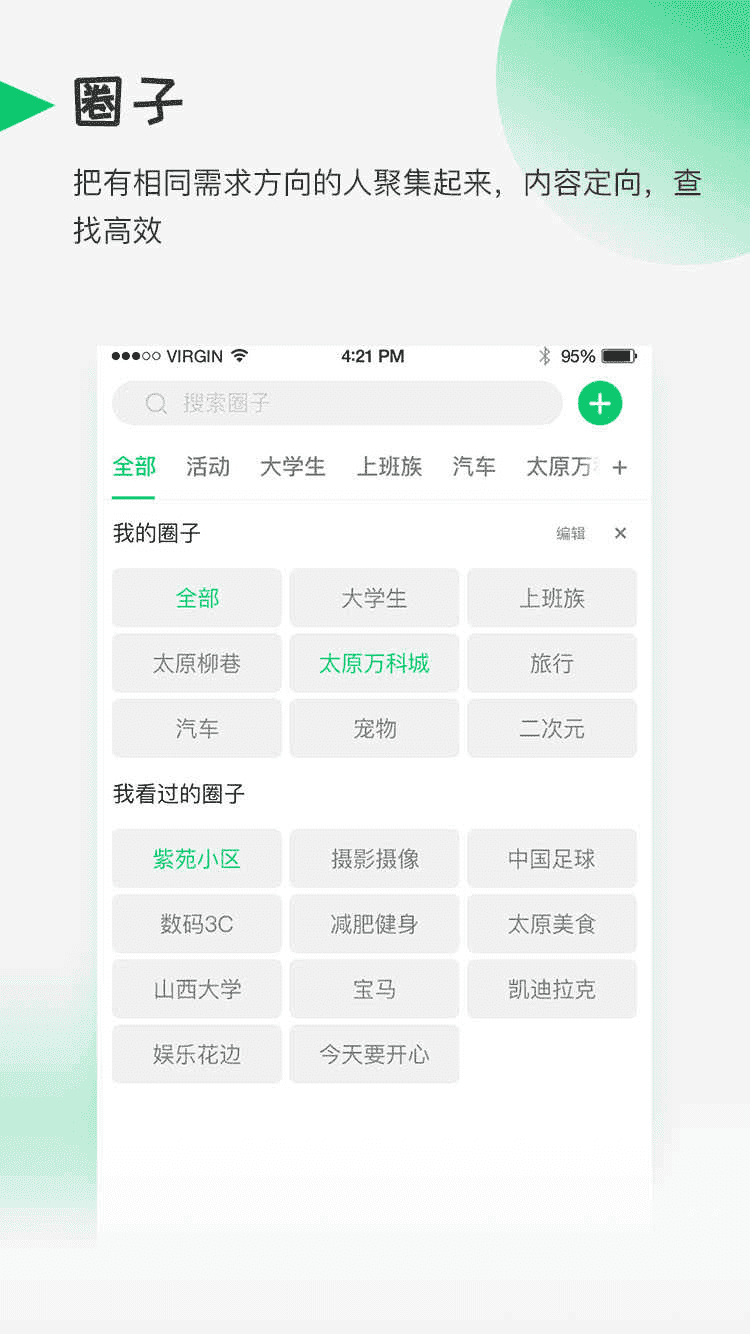 圈子
把有相同需求方向的人聚集起来，内容定向，查
找高效
VIRGIN 4:21 PM 95%
搜索圈子
全部 活动 大学生 上班族 汽车 太原万
我的圈子 编辑
全部 大学生 上班族
太原柳巷 太原万科城 旅行
汽车 宠物 二次元
我看过的圈子
紫苑小区 摄影摄像 中国足球
数码3C 减肥健身 太原美食
山西大学 宝马 凯迪拉克
娱乐花边 今天要开心